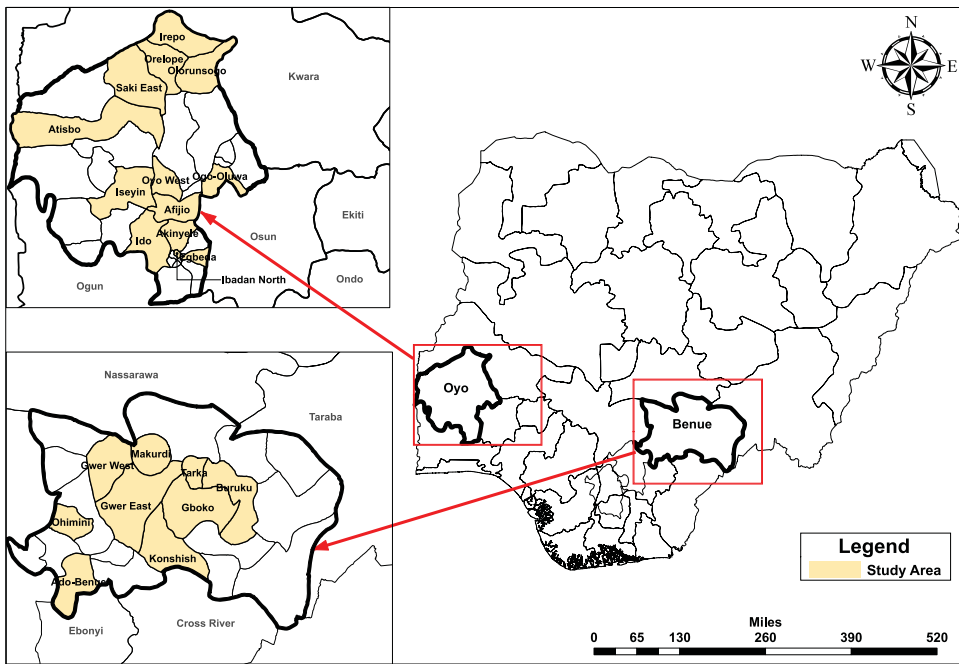 Irepo
Orelope
Olorunsogo
Saki East
Kwara
Atisbo
Oyo West
Ogo-Oluwa
Iseyin
Afijio
Ekiti
Akinyele
Ido
Osun
Egbeda
Ibadan North
Ogun
Ondo
N
W
E
S
Nassarawa
Taraba
Makurdi
Gwer West
Tarka
Buruku
Gwer East
Gboko
Ohimini
Konshish
Ado-Benue
Ebonyi
Cross River
Oyo
Benue
Legend
Study Area
Miles
0 65 130 260 390 520